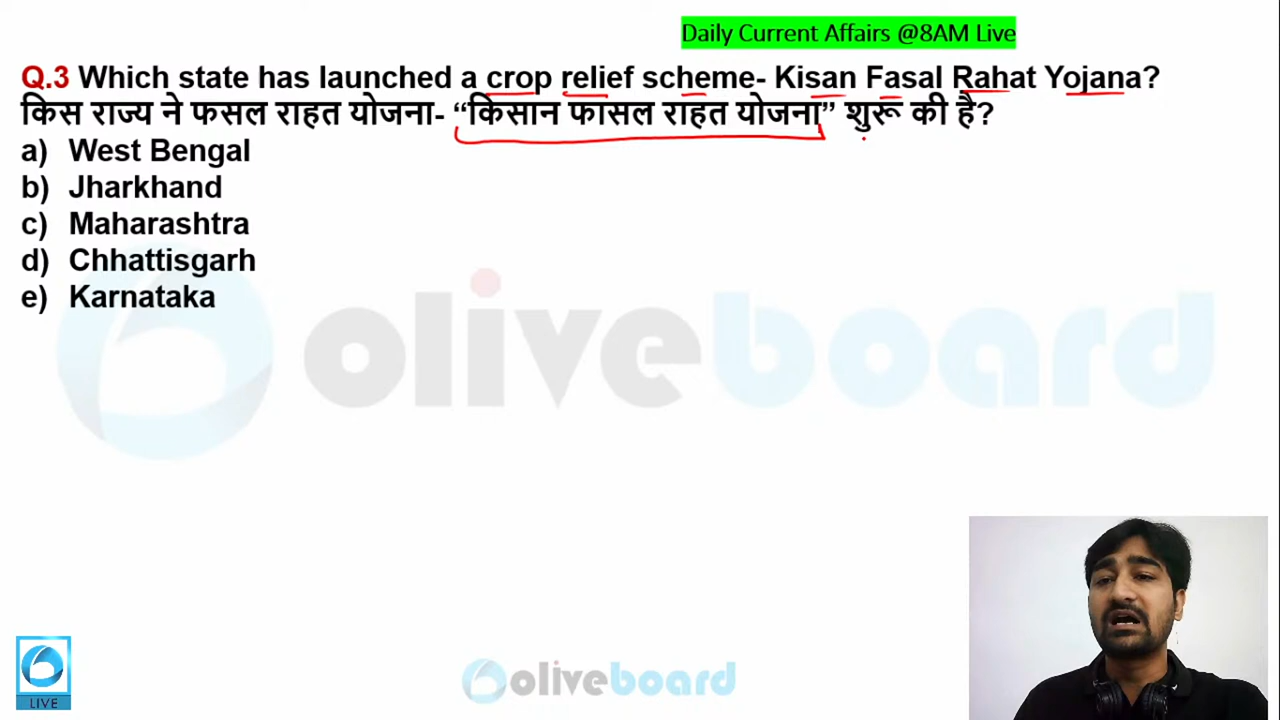 Daily Current Affairs @8AM Live
Q.3 Which state has launched a crop relief scheme- Kisan Fasal Rahat Yojana?
किस राज्य ने फसल राहत योजना- “किसान फासल राहत योजना” शुरू की है?
a) West Bengal
b) Jharkhand
c) Maharashtra
d) Chhattisgarh
e) Karnataka
oliveboard
LIVE
oliveboard